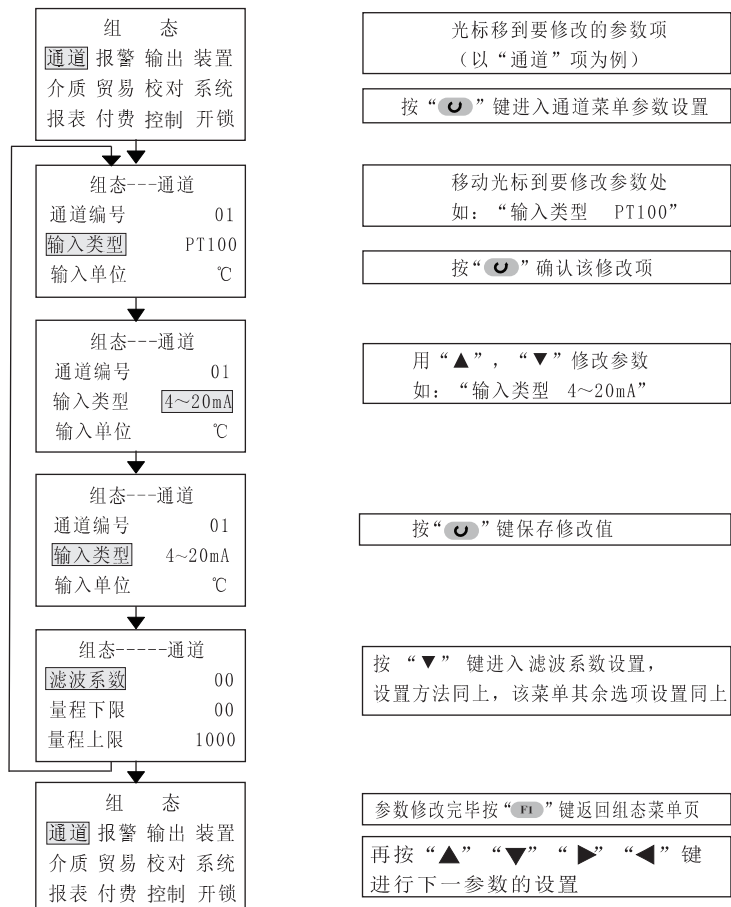 组 态
通道 报警 输出 装置
介质 贸易 校对 系统
报表 付费 控制 开锁
光标移到要修改的参数项
（以“通道”项为例）
按“ ”键进入通道菜单参数设置
组态---通道
通道编号 01
输入类型 PT100
输入单位 ℃
移动光标到要修改参数处
如：“输入类型 PT100”
按“ ”确认该修改项
组态---通道
通道编号 01
输入类型 4～20mA
输入单位 ℃
用“▲”，“▼”修改参数
如：“输入类型 4～20mA”
组态---通道
通道编号 01
输入类型 4~20mA
输入单位 ℃
按“ ”键保存修改值
组态-----通道
滤波系数 00
量程下限 00
量程上限 1000
按 “▼” 键进入滤波系数设置，
设置方法同上，该菜单其余选项设置同上
组 态
通道 报警 输出 装置
介质 贸易 校对 系统
报表 付费 控制 开锁
参数修改完毕按“F1”键返回组态菜单页
再按“▲”“▼”“▶”“◀”键
进行下一参数的设置